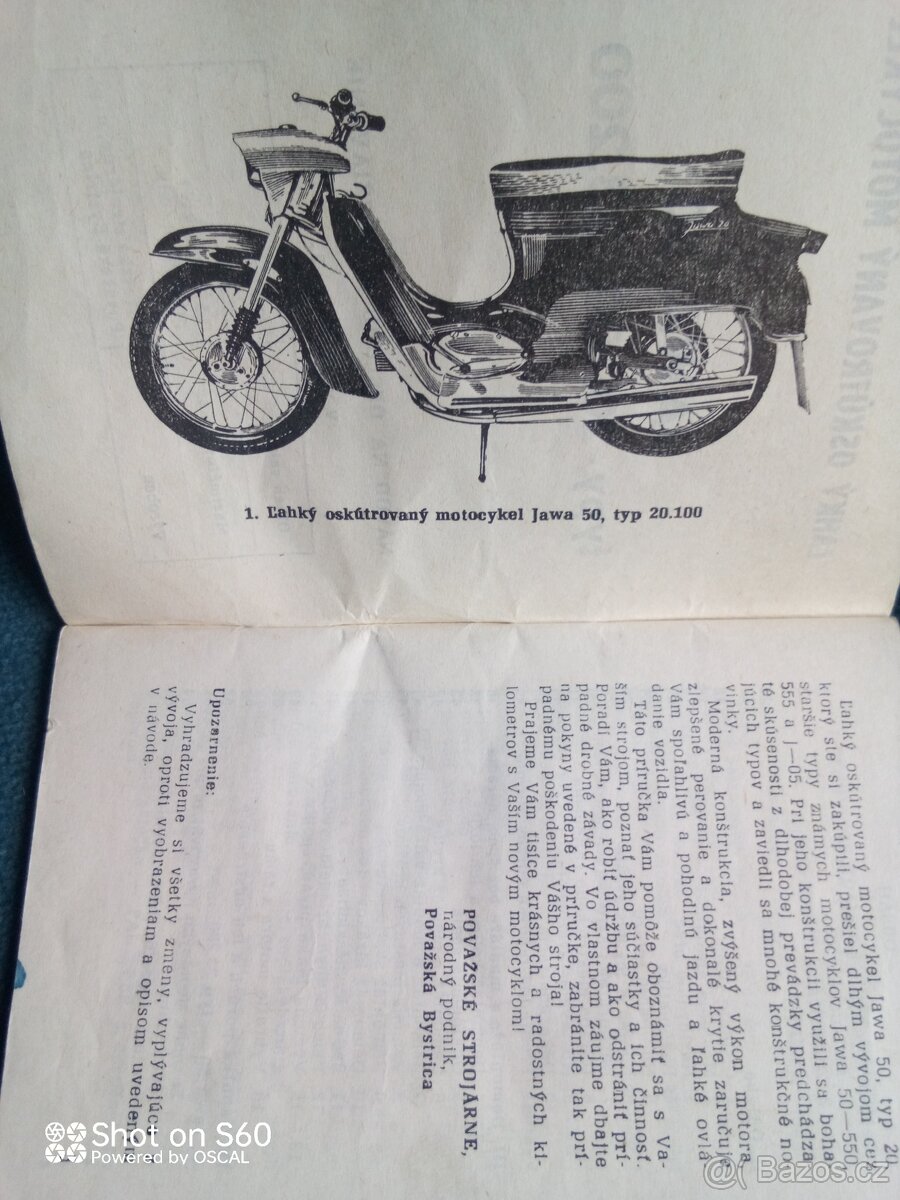 Jawa 20
1. Ľahký oskútrovaný motocykel Jawa 50, typ 20.100
Ľahký oskútrovaný motocykel Jawa 50, typ 20
ktorý ste si zakúpili, prešiel dlhým vývojom cez
staršie typy známych motocyklov Jawa 50—550,
555 a J—05. Pri jeho konštrukcii využili sa boha-
té skúsenosti z dlhodobej prevádzky predchádza-
júcich typov a zaviedli sa mnohé konštrukčné no-
vinky.
Moderná konštrukcia, zvýšený výkon motora,
zlepšené perovanie a dokonalé krytie zaručuje
Vám spoľahlivú a pohodlnú jazdu a ľahké ovlá-
danie vozidla.
Táto príručka Vám pomôže oboznámiť sa s Va-
ším strojom, poznať jeho súčiastky a ich činnosť.
Poradí Vám, ako robiť údržbu a ako odstrániť prí-
padné drobné závady. Vo vlastnom záujme dbajte
na pokyny uvedené v príručke, zabránite tak prí-
padnému poškodeniu Vášho stroja!
Prajeme Vám tisíce krásnych a radostných ki-
lometrov s Vaším novým motocyklom!
POVAŽSKÉ STROJÁRNE,
národný podnik,
Považská Bystrica
Upozornenie:
Vyhradzujeme si všetky zmeny, vyplývajúce
vývoja, oproti vyobrazeniam a opisom uvedeným
v návode.
Shot on S60
Powered by OSCAL
Bazos.cz